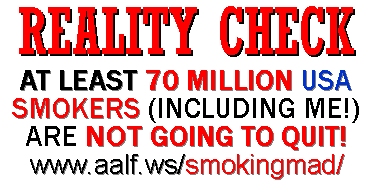 REALITY CHECK
AT LEAST 70 MILLION USA
SMOKERS (INCLUDING ME!)
ARE NOT GOING TO QUIT!
www.aalf.ws/smokingmad/